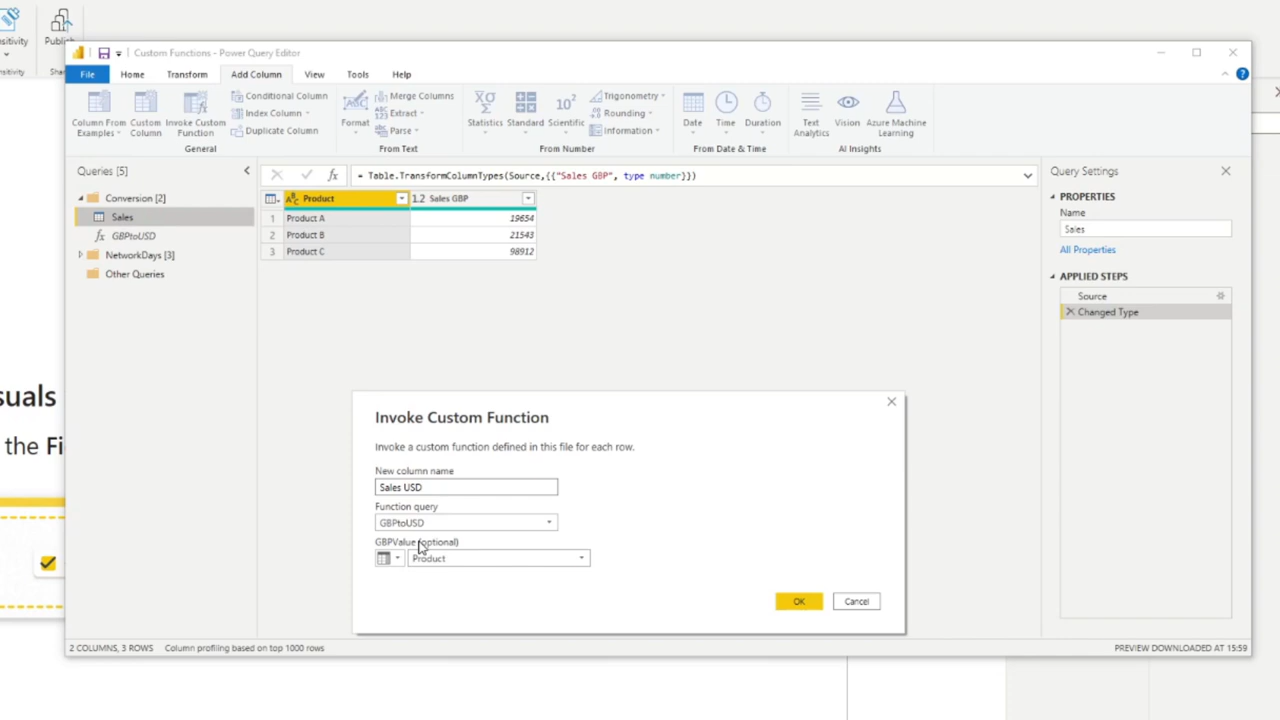 sitivity
Publi
sitivity
Sha
Custom Functions - Power Query Editor
File Home Transform Add Column View Tools Help
Column From Examples
Custom Column
Invoke Custom Function
Conditional Column
Index Column
Duplicate Column
General
Format
Merge Columns
Extract
Parse
From Text
Statistics
Standard
Scientific
Trigonometry
Rounding
Information
From Number
Date
Time
Duration
From Date & Time
Text Analytics
Vision
Azure Machine Learning
AI Insights
Queries [5]
Conversion [2]
Sales
GBPtoUSD
NetworkDays [3]
Other Queries
= Table.TransformColumnTypes(Source,{{"Sales GBP", type number}})
Product 1.2 Sales GBP
1 Product A 19654
2 Product B 21543
3 Product C 98912
Query Settings
PROPERTIES
Name
Sales
All Properties
APPLIED STEPS
Source
Changed Type
suals
the Fi
Invoke Custom Function
Invoke a custom function defined in this file for each row.
New column name
Sales USD
Function query
GBPtoUSD
GBPValue (optional)
Product
OK Cancel
2 COLUMNS, 3 ROWS Column profiling based on top 1000 rows
PREVIEW DOWNLOADED AT 15:59